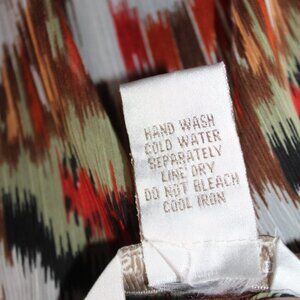 HAND WASH
COLD WATER
SEPARATELY
LINE DRY
DO NOT BLEACH
COOL IRON